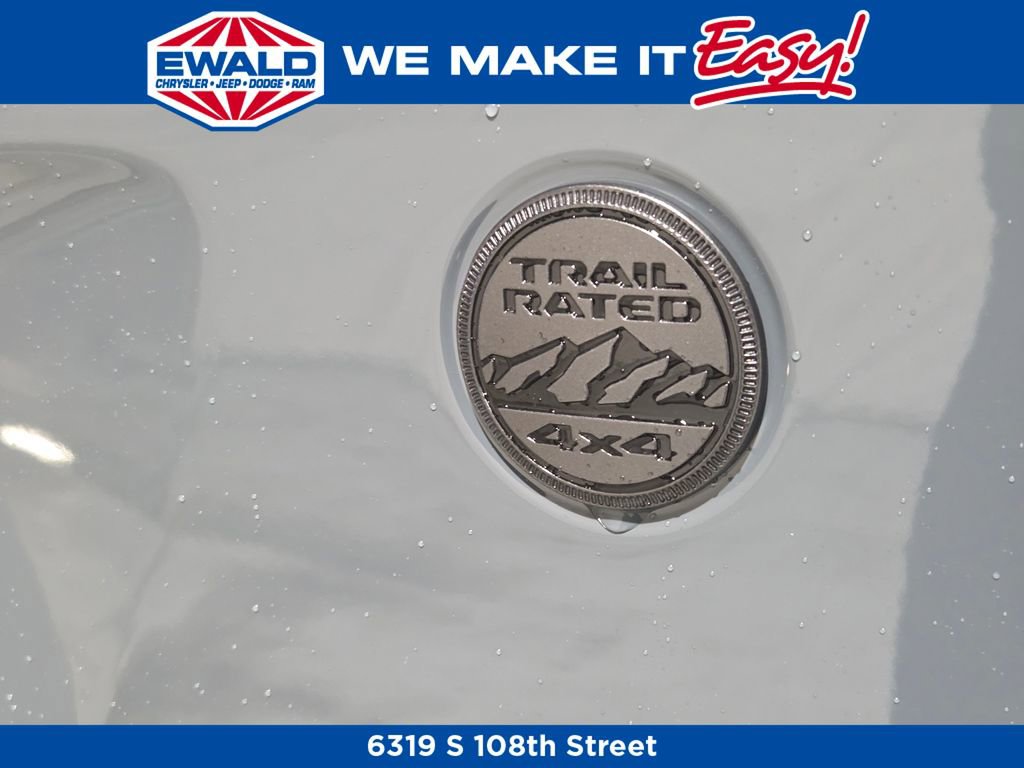 EWALD
CHRYSLER • JEEP • DODGE • RAM
WE MAKE IT Easy!
TRAIL
RATED
4x4
6319 S 108th Street